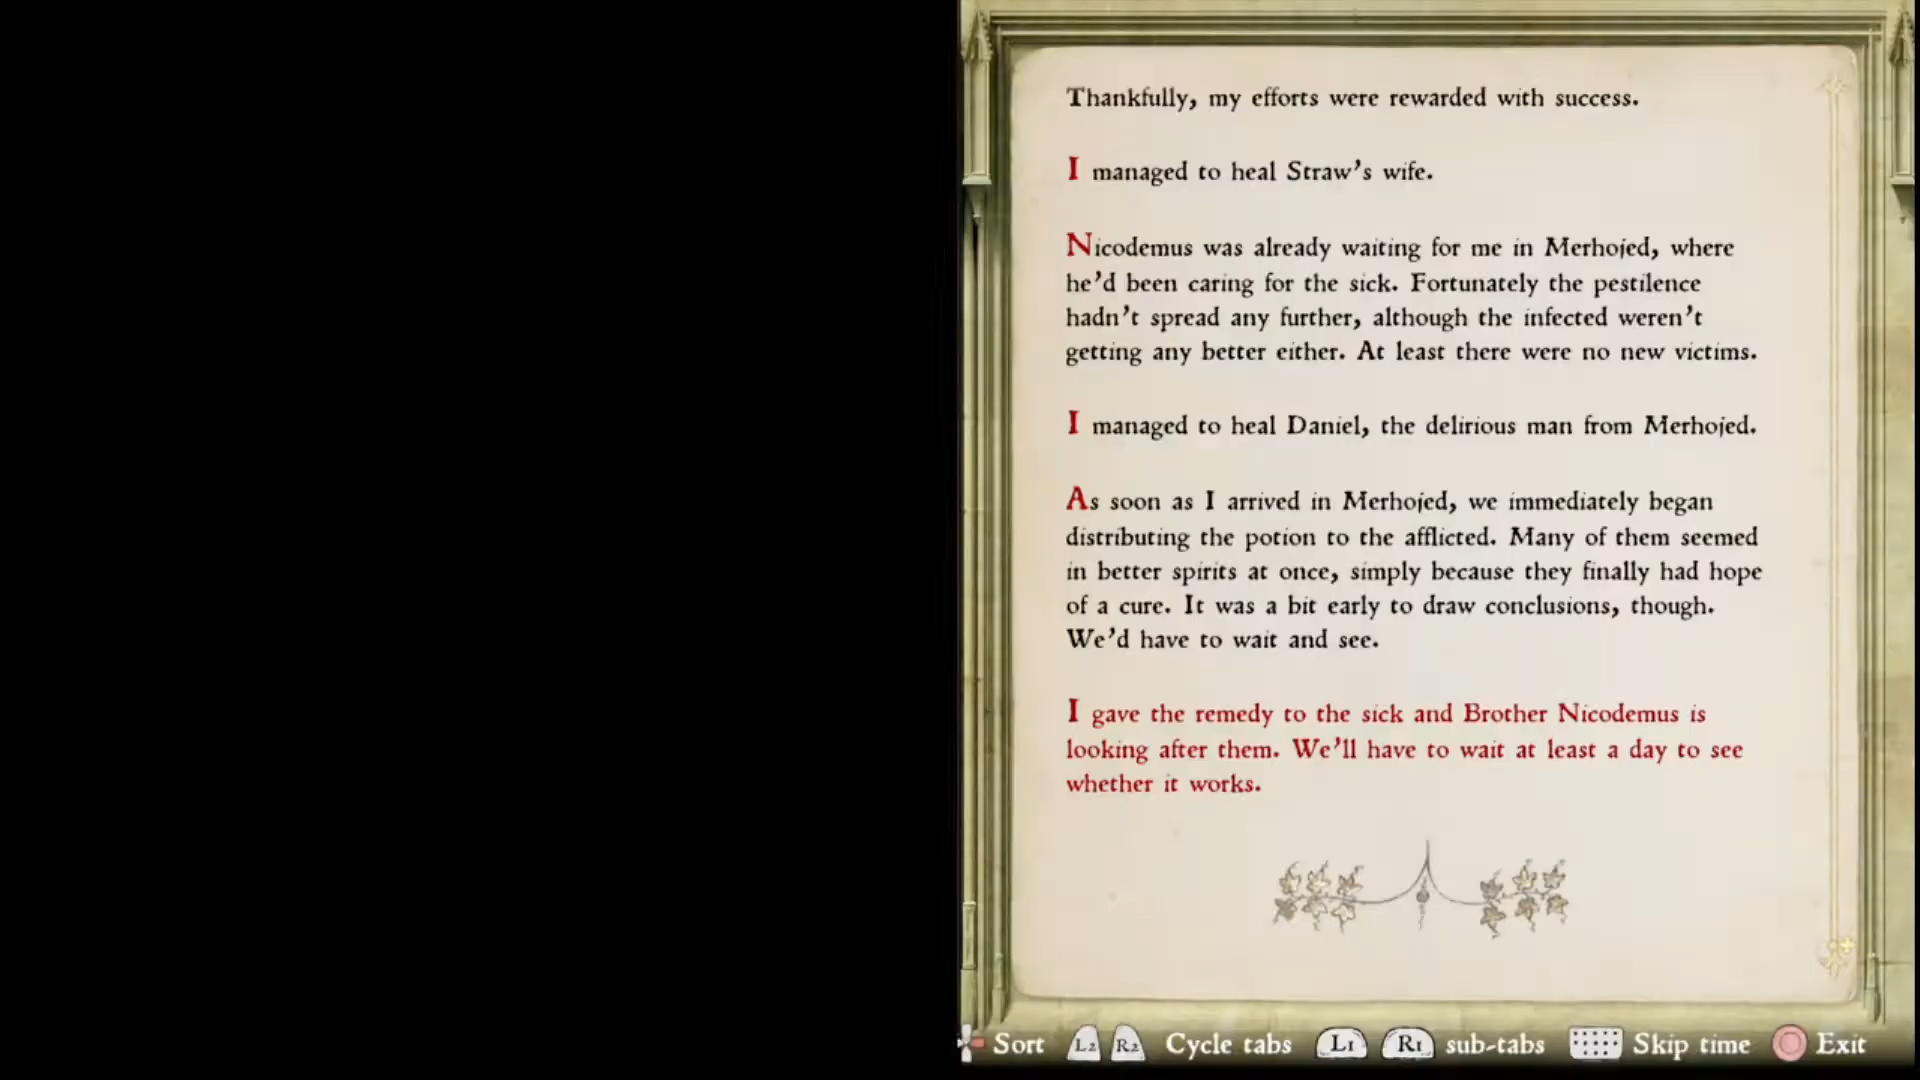 Thankfully, my efforts were rewarded with success.
I managed to heal Straw's wife.
Nicodemus was already waiting for me in Merhojed, where
he'd been caring for the sick. Fortunately the pestilence
hadn't spread any further, although the infected weren't
getting any better either. At least there were no new victims.
I managed to heal Daniel, the delirious man from Merhojed.
As soon as I arrived in Merhojed, we immediately began
distributing the potion to the afflicted. Many of them seemed
in better spirits at once, simply because they finally had hope
of a cure. It was a bit early to draw conclusions, though.
We'd have to wait and see.
I gave the remedy to the sick and Brother Nicodemus is
looking after them. We'll have to wait at least a day to see
whether it works.
Sort L2 R2 Cycle tabs L1 R1 sub-tabs Skip time Exit